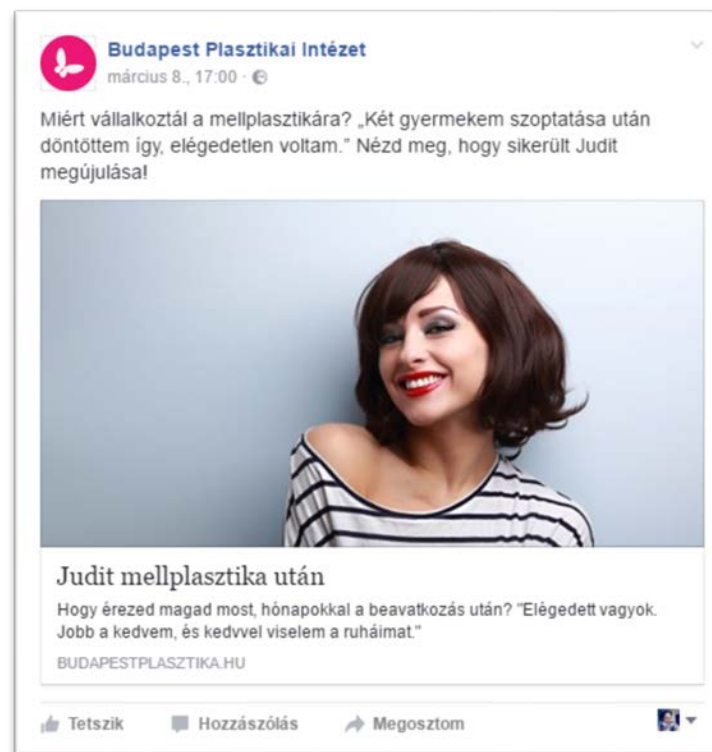 Budapest Plasztikai Intézet
március 8., 17:00 ·
Miért vállalkoztál a mellplasztikára? „Két gyermekem szoptatása után
döntöttem így, elégedetlen voltam.” Nézd meg, hogy sikerült Judit
megújulása!
Judit mellplasztika után
Hogy érezed magad most, hónapokkal a beavatkozás után? "Elégedett vagyok.
Jobb a kedvem, és kedvvel viselem a ruháimat."
BUDAPESTPLASZTIKA.HU
Tetszik Hozzászólás Megosztom